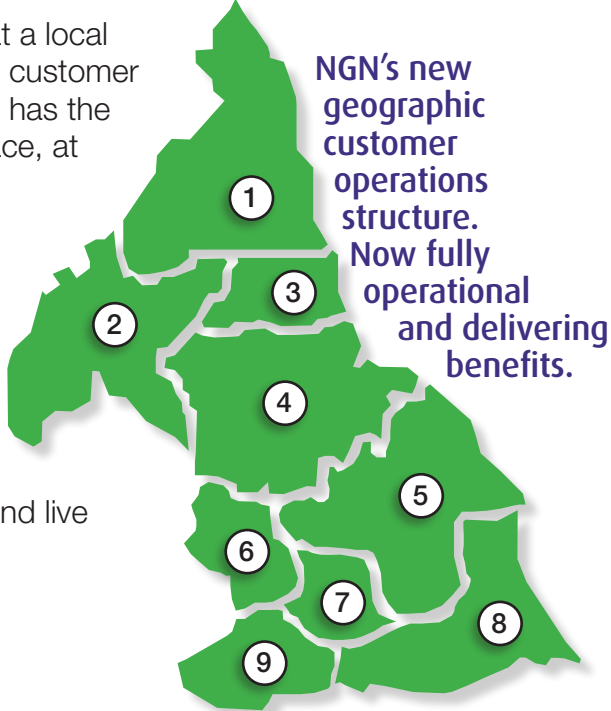 at a local
customer
has the
ce, at
NGN's new
geographic
customer
operations
structure.
Now fully
operational
and delivering
benefits.
1
3
2
4
5
nd live
6
7
8
9